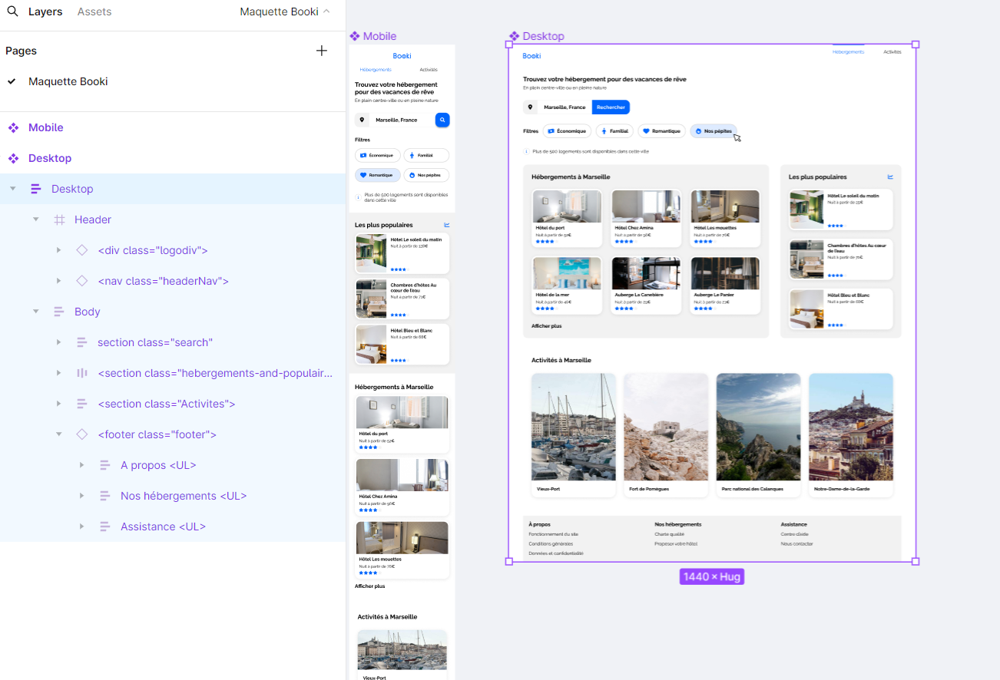 Layers
Assets
Maquette Booki
Pages
Maquette Booki
Mobile
Desktop
Desktop
Header
<div class="logodiv">
<nav class="headerNav">
Body
section class="search"
<section class="hebergements-and-populair...
<section class="Activites">
<footer class="footer">
A propos <UL>
Nos hébergements <UL>
Assistance <UL>
Mobile
Booki
Hébergements
Activités
Trouvez votre hébergement
pour des vacances de rêve
En plein centre-ville ou en pleine nature
Marseille, France
Filtres
Économique
Familial
Romantique
Nos pépites
Plus de 500 logements sont disponibles
dans cette ville
Les plus populaires
Hôtel Le soleil du matin
Nuit à partir de 128€
Chambres d'hôtes Au
cœur de l'eau
Nuit à partir de 71€
Hôtel Bleu et Blanc
Nuit à partir de 68€
Hébergements à Marseille
Hôtel du port
Nuit à partir de 52€
Hôtel Chez Amina
Nuit à partir de 96€
Hôtel Les mouettes
Nuit à partir de 76€
Afficher plus
Activités à Marseille
Vieux-Port
Desktop
Booki
Hébergements
Activités
Trouvez votre hébergement pour des vacances de rêve
En plein centre-ville ou en pleine nature
Marseille, France
Rechercher
Filtres
Économique
Familial
Romantique
Nos pépites
Plus de 500 logements sont disponibles dans cette ville
Hébergements à Marseille
Hôtel du port
Nuit à partir de 52€
Hôtel Chez Amina
Nuit à partir de 96€
Hôtel Les mouettes
Nuit à partir de 76€
Hôtel de la mer
Nuit à partir de 46€
Auberge La Canebière
Nuit à partir de 25€
Auberge Le Panier
Nuit à partir de 23€
Afficher plus
Les plus populaires
Hôtel Le soleil du matin
Nuit à partir de
Chambres d'hôtes Au cœur
de l'eau
Nuit à partir de 71€
Hôtel Bleu et Blanc
Nuit à partir de 68€
Activités à Marseille
Vieux-Port
Fort de Pomègues
Parc national des Calanques
Notre-Dame-de-la-Garde
À propos
Fonctionnement du site
Conditions générales
Données et confidentialité
Nos hébergements
Charte qualité
Proposer votre hôtel
Assistance
Centre d'aide
Nous contacter
1440 × Hug